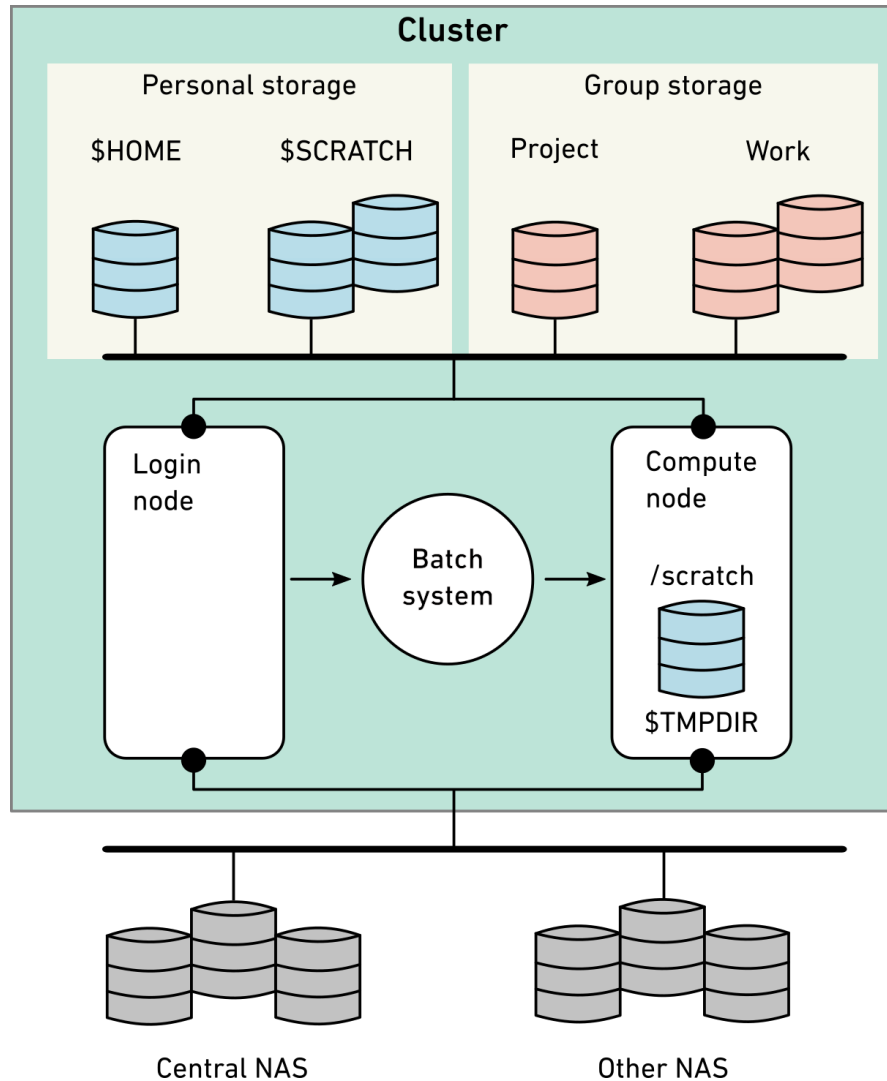 Cluster
Personal storage
Group storage
$HOME
$SCRATCH
Project
Work
Login
node
Batch
system
Compute
node
/scratch
$TMPDIR
Central NAS
Other NAS